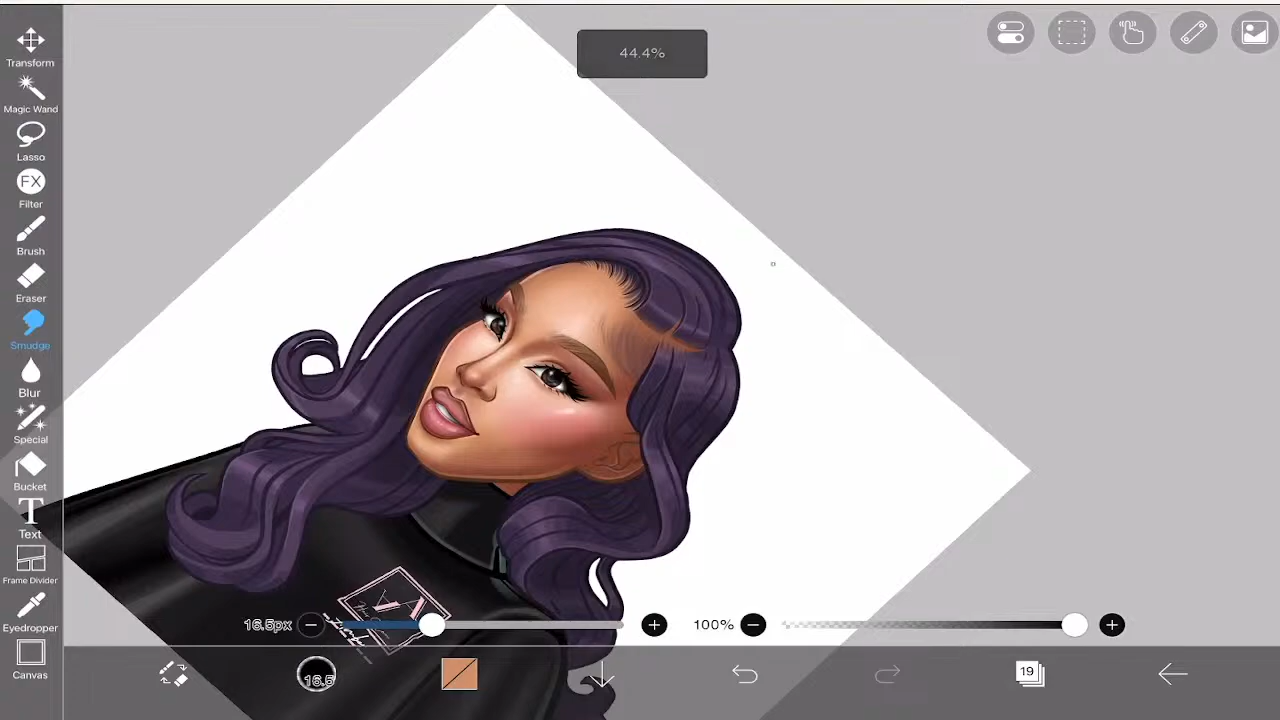 44.4%
Transform
Magic Wand
Lasso
FX
Filter
Brush
Eraser
Smudge
Blur
Special
Bucket
T
Text
Frame Divider
Eyedropper
Canvas
16.5px
100%
16.5
19